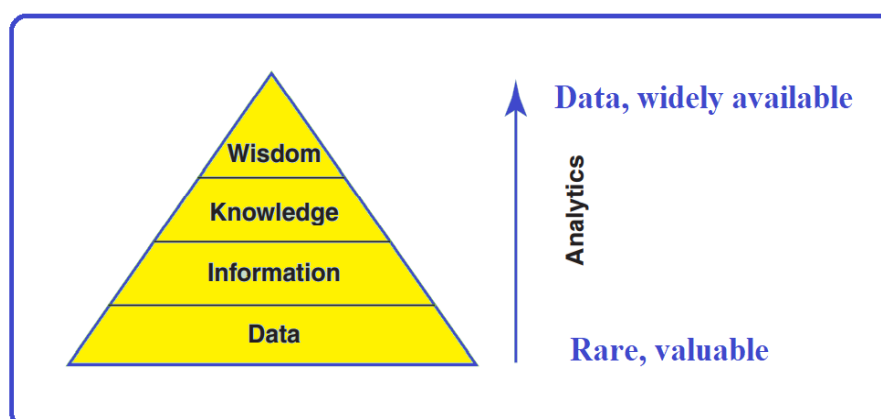 Data, widely available
Wisdom
Knowledge
Analytics
Information
Data
Rare, valuable